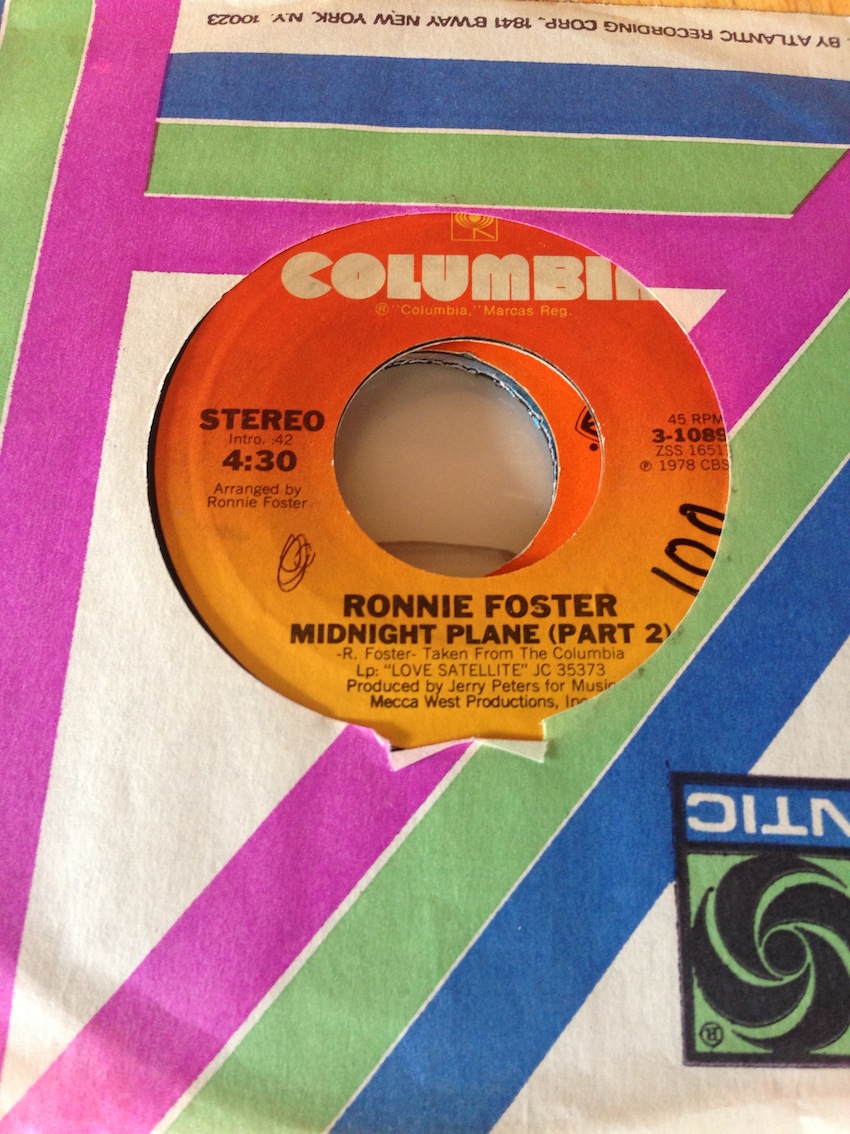 BY ATLANTIC RECORDING CORP. 1841 B'WAY NEW YORK, N.Y. 10023
COLUMBI
® "Columbia," Marcas Reg.
STEREO
Intro. :42
4:30
Arranged by
Ronnie Foster
45 RPM
3-1089
ZSS 1651
℗ 1978 CBS
100
RONNIE FOSTER
MIDNIGHT PLANE (PART 2)
-R. Foster- Taken From The Columbia
Lp: "LOVE SATELLITE" JC 35373
Produced by Jerry Peters for Music
Mecca West Productions, Inc
NTIC
®